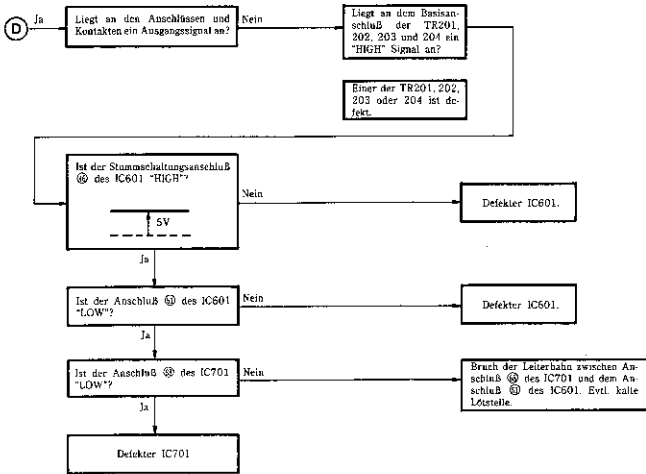 D
Ja
Liegt an den Anschlüssen und
Kontakten ein Ausgangssignal an?
Nein
Liegt an dem Basisan-
schluß der TR201,
202, 203 und 204 ein
"HIGH" Signal an?
Einer der TR201, 202,
203 oder 204 ist de-
fekt.
Ist der Stummschaltungsanschluß
des IC601 "HIGH"?
5V
Nein
Defekter IC601.
Ja
Ist der Anschluß des IC601
"LOW"?
Nein
Defekter IC601.
Ja
Ist der Anschluß des IC701
"LOW"?
Nein
Bruch der Leiterbahn zwischen An-
schluß des IC701 und dem An-
schluß des IC601. Evtl. kalte
Lötstelle.
Ja
Defekter IC701